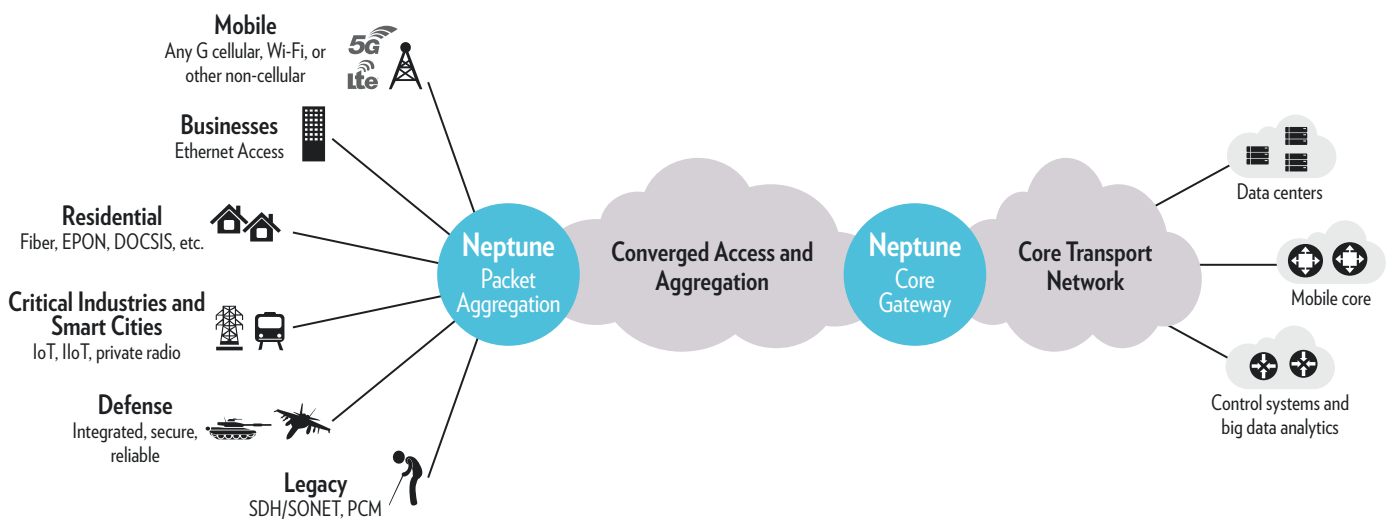 Mobile
Any G cellular, Wi-Fi, or
other non-cellular
5G
lte
Businesses
Ethernet Access
Residential
Fiber, EPON, DOCSIS, etc.
Critical Industries and
Smart Cities
IoT, IIoT, private radio
Defense
Integrated, secure,
reliable
Legacy
SDH/SONET, PCM
Neptune
Packet
Aggregation
Converged Access and
Aggregation
Neptune
Core
Gateway
Core Transport
Network
Data centers
Mobile core
Control systems and
big data analytics